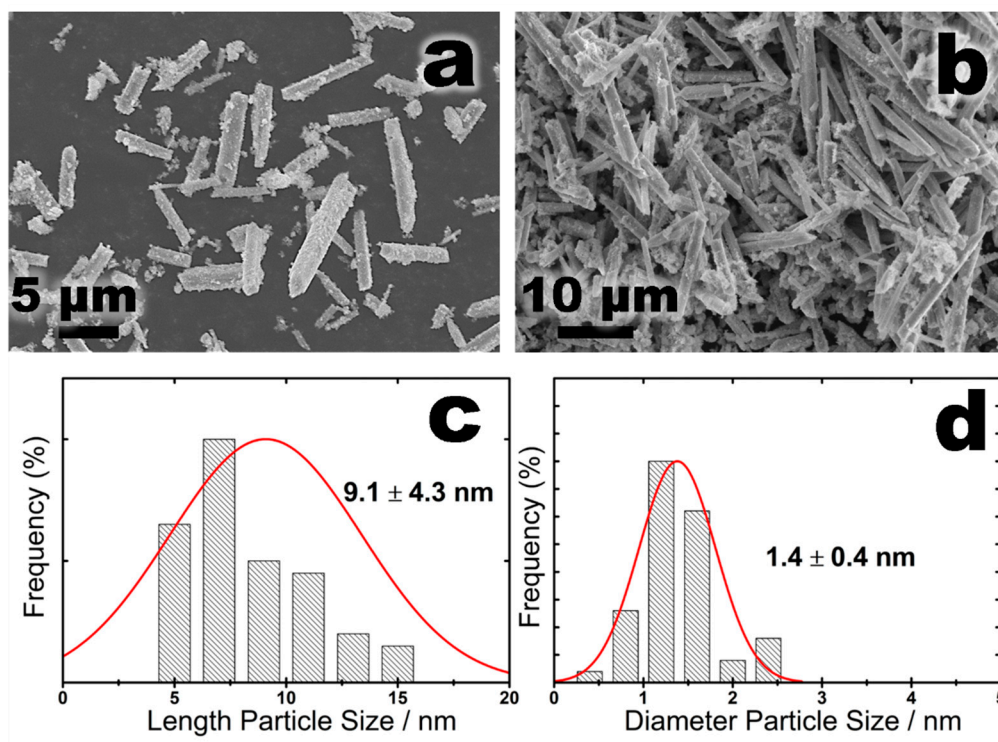 a
b
5 µm
10 µm
c
d
9.1 ± 4.3 nm
1.4 ± 0.4 nm
Frequency (%)
Frequency (%)
0 5 10 15 20
0 1 2 3 4 5
Length Particle Size / nm
Diameter Particle Size / nm